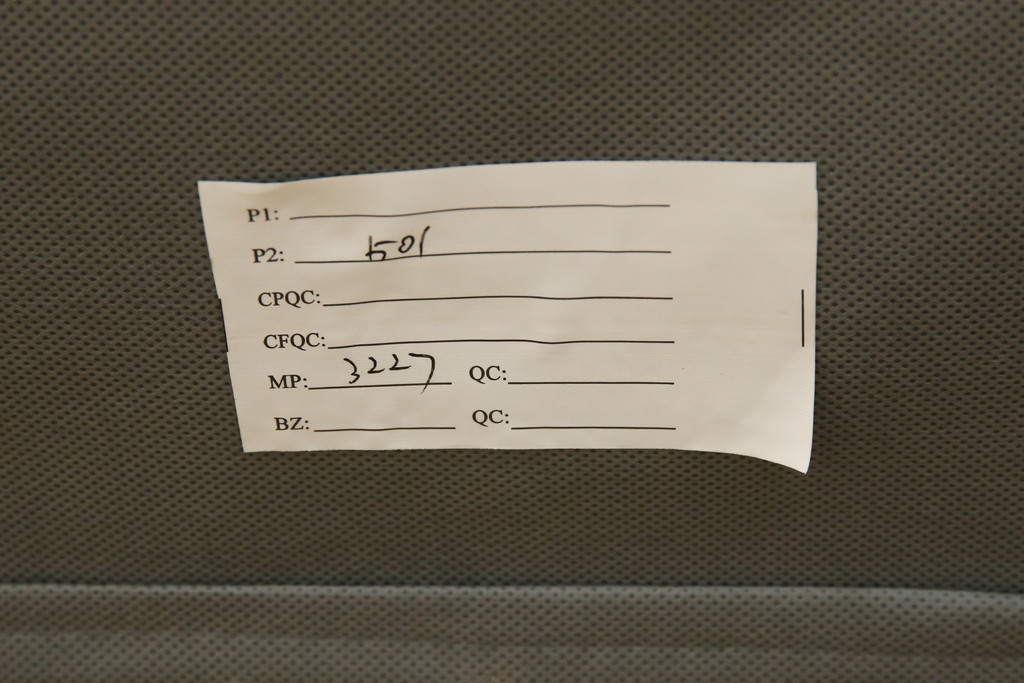 P1:
P2: 501
CPQC:
CFQC:
MP: 3227 QC:
BZ: QC: